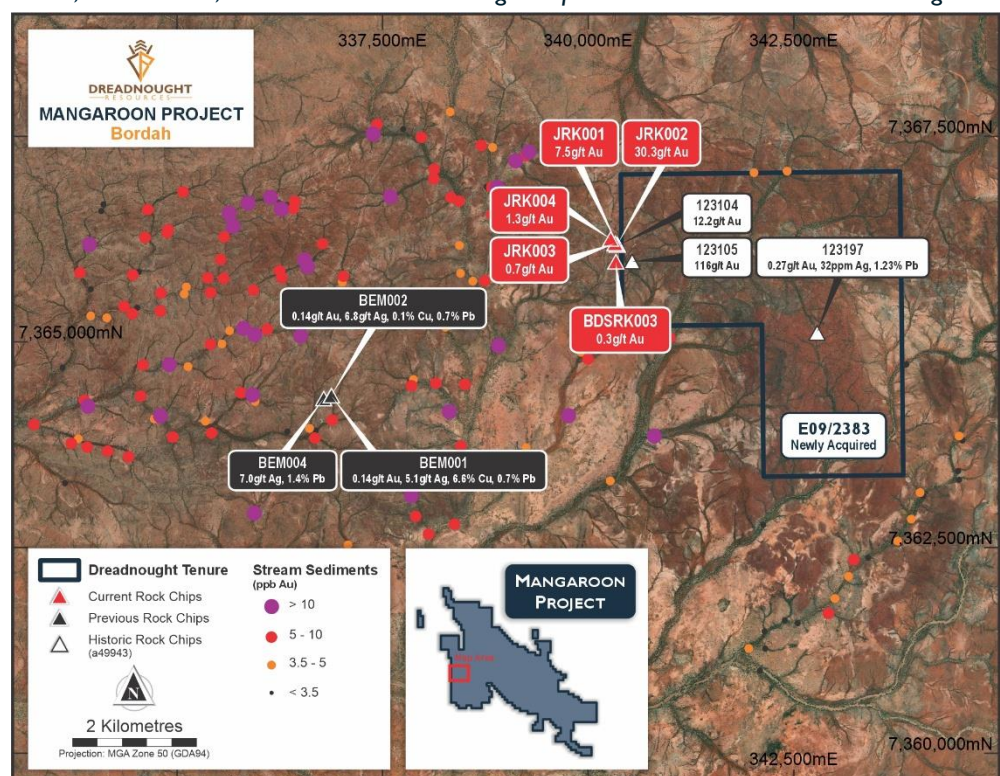 DREADNOUGHT
RESOURCES
MANGAROON PROJECT
Bordah
337,500mE
340,000mE
342,500mE
7,367,500mN
JRK001
7.5g/t Au
JRK002
30.3g/t Au
JRK004
1.3g/t Au
123104
12.2g/t Au
JRK003
0.7g/t Au
123105
116g/t Au
123197
0.27g/t Au, 32ppm Ag, 1.23% Pb
BEM002
0.14g/t Au, 6.8g/t Ag, 0.1% Cu, 0.7% Pb
BDSRK003
0.3g/t Au
7,365,000mN
E09/2383
Newly Acquired
BEM004
7.0g/t Ag, 1.4% Pb
BEM001
0.14g/t Au, 5.1g/t Ag, 6.6% Cu, 0.7% Pb
7,362,500mN
Dreadnought Tenure
Current Rock Chips
Previous Rock Chips
Historic Rock Chips
(a49943)
N
2 Kilometres
Projection: MGA Zone 50 (GDA94)
Stream Sediments
(ppb Au)
> 10
5 - 10
3.5 - 5
< 3.5
MANGAROON
PROJECT
7,360,000mN
342,500mE